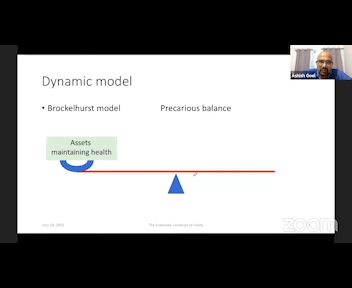 Ashish Goel
Dynamic model
• Brockelhurst model
Precarious balance
Assets
maintaining health
zoom